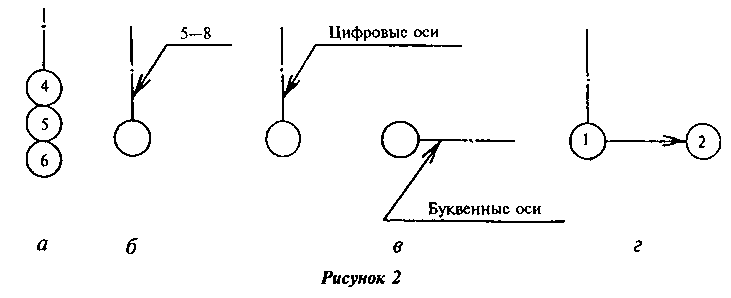 5—8
Цифровые оси
4
5
6
1
2
Буквенные оси
а
б
в
г
Рисунок 2